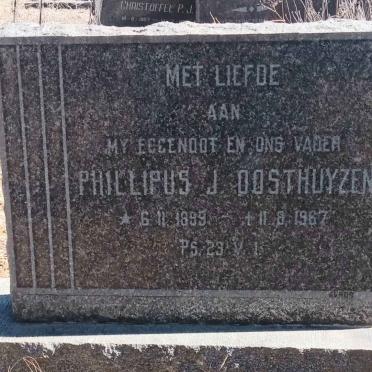 CHRISTOFFEL P.J.
MET LIEFDE
AAN
MY EGGENOOT EN ONS VADER
PHILLIPUS J. OOSTHUYZEN
★ 6.11.1899 - † 11.8.1967
PS. 23 V. 1